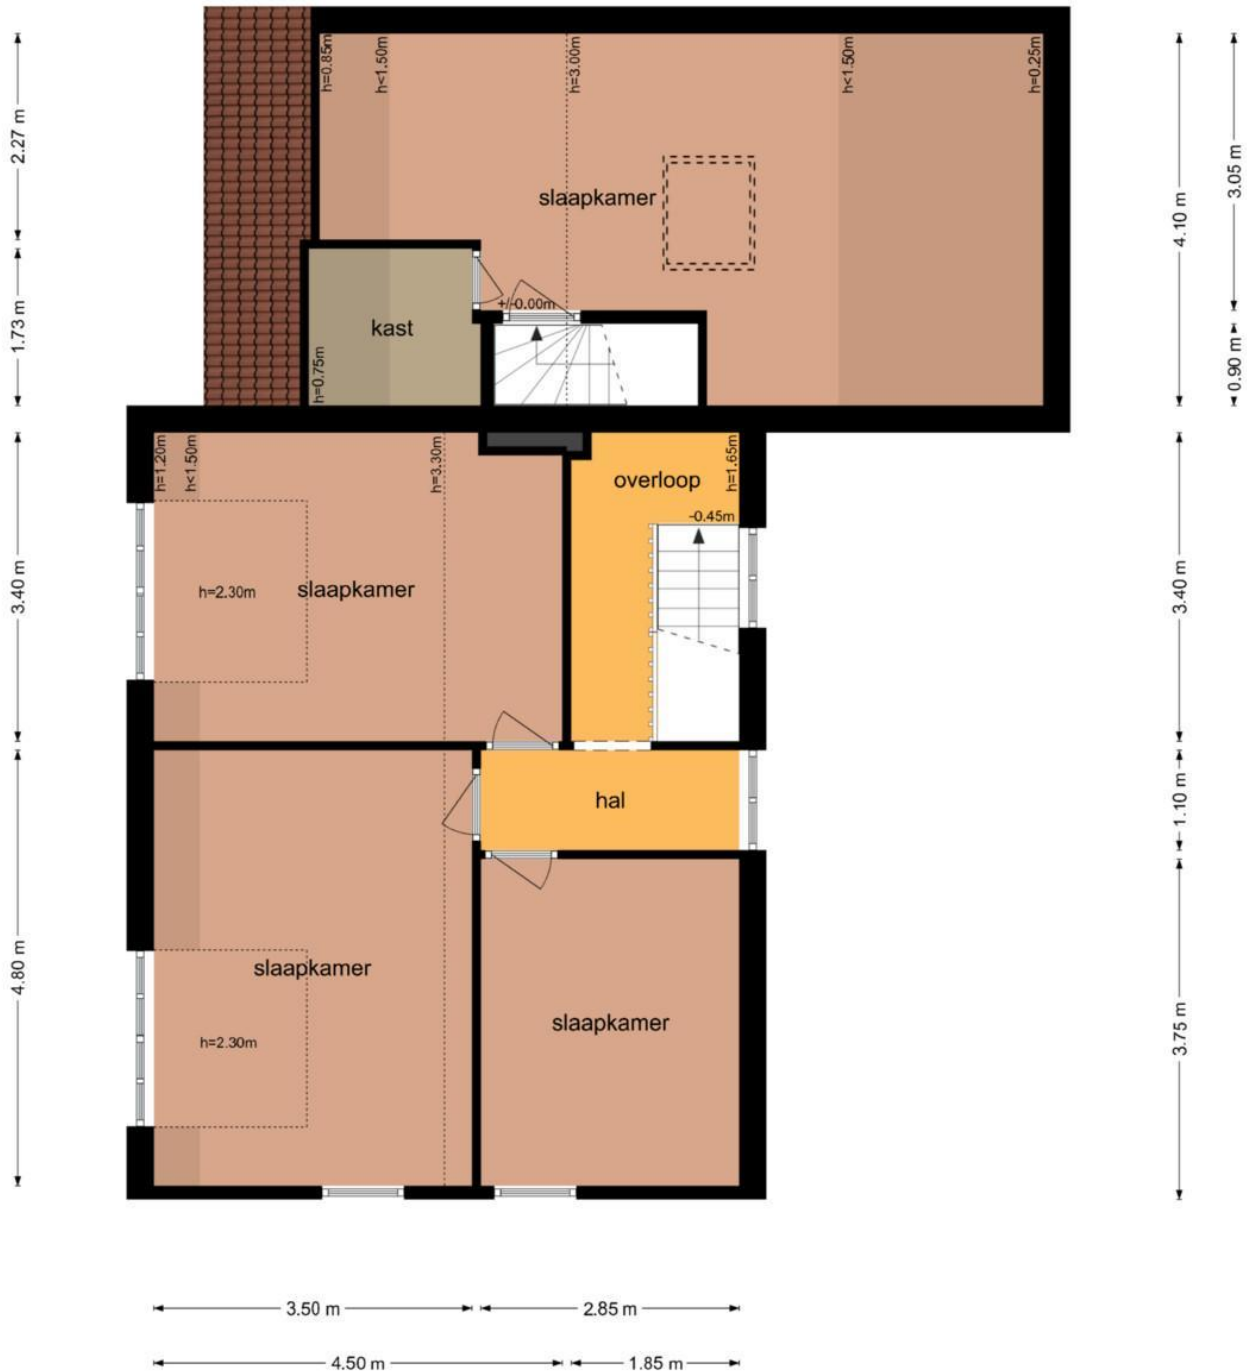 h=0.85m
h<1.50m
h=3.00m
h<1.50m
h=0.25m
2.27 m
3.05 m
4.10 m
slaapkamer
+/-0.00m
1.73 m
kast
h=0.75m
0.90 m
h=1.20m
h<1.50m
h=3.30m
h=1.65m
overloop
-0.45m
3.40 m
h=2.30m
slaapkamer
3.40 m
hal
1.10 m
4.80 m
slaapkamer
h=2.30m
slaapkamer
3.75 m
3.50 m
2.85 m
4.50 m
1.85 m